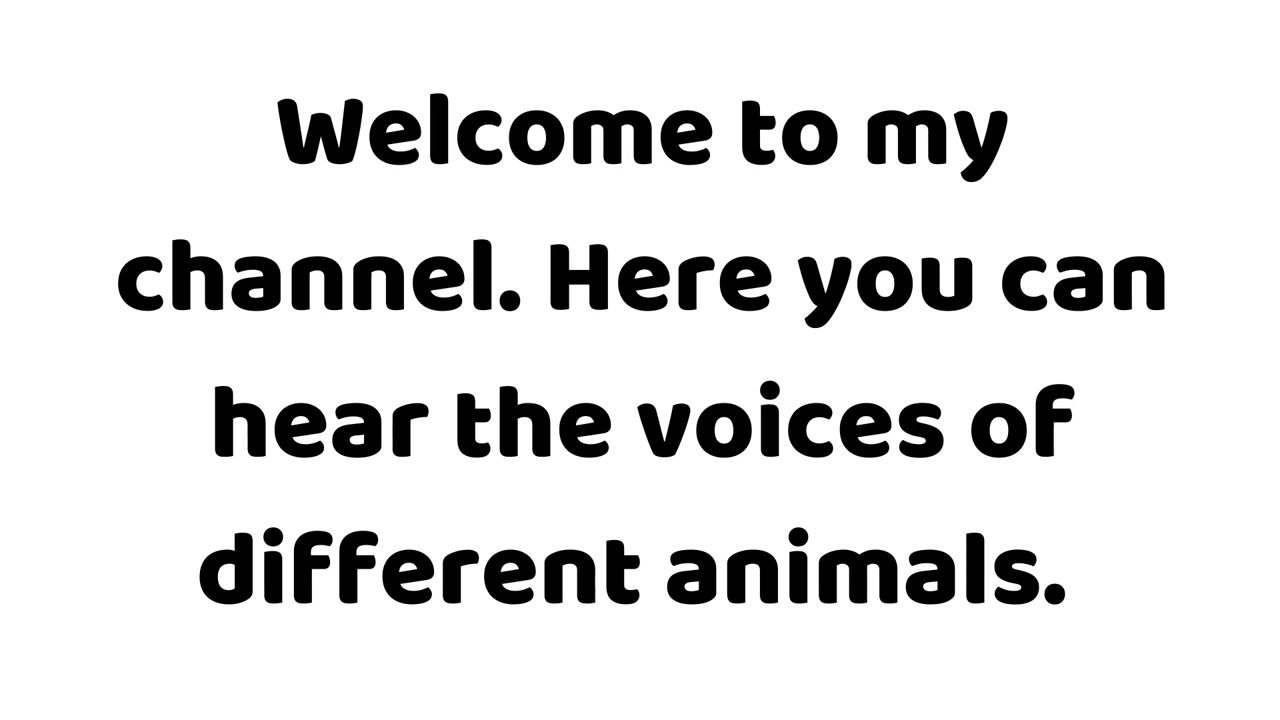 Welcome to my
channel. Here you can
hear the voices of
different animals.